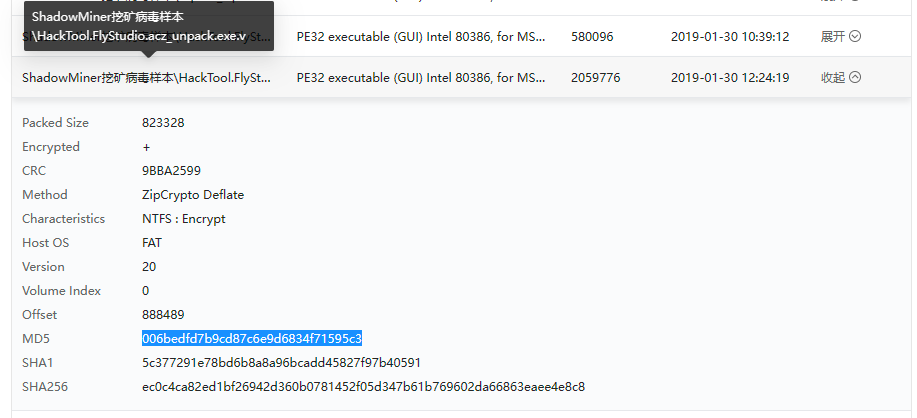 ShadowMiner挖矿病毒样本
\HackTool.FlyStudio.acz_unpack.exe.v
PE32 executable (GUI) Intel 80386, for MS... 580096 2019-01-30 10:39:12 展开
ShadowMiner挖矿病毒样本\HackTool.FlySt... PE32 executable (GUI) Intel 80386, for MS... 2059776 2019-01-30 12:24:19 收起
Packed Size 823328
Encrypted +
CRC 9BBA2599
Method ZipCrypto Deflate
Characteristics NTFS : Encrypt
Host OS FAT
Version 20
Volume Index 0
Offset 888489
MD5 006bedfd7b9cd87c6e9d6834f71595c3
SHA1 5c377291e78bd6b8a8a96bcadd45827f97b40591
SHA256 ec0c4ca82ed1bf26942d360b0781452f05d347b61b769602da66863eaee4e8c8